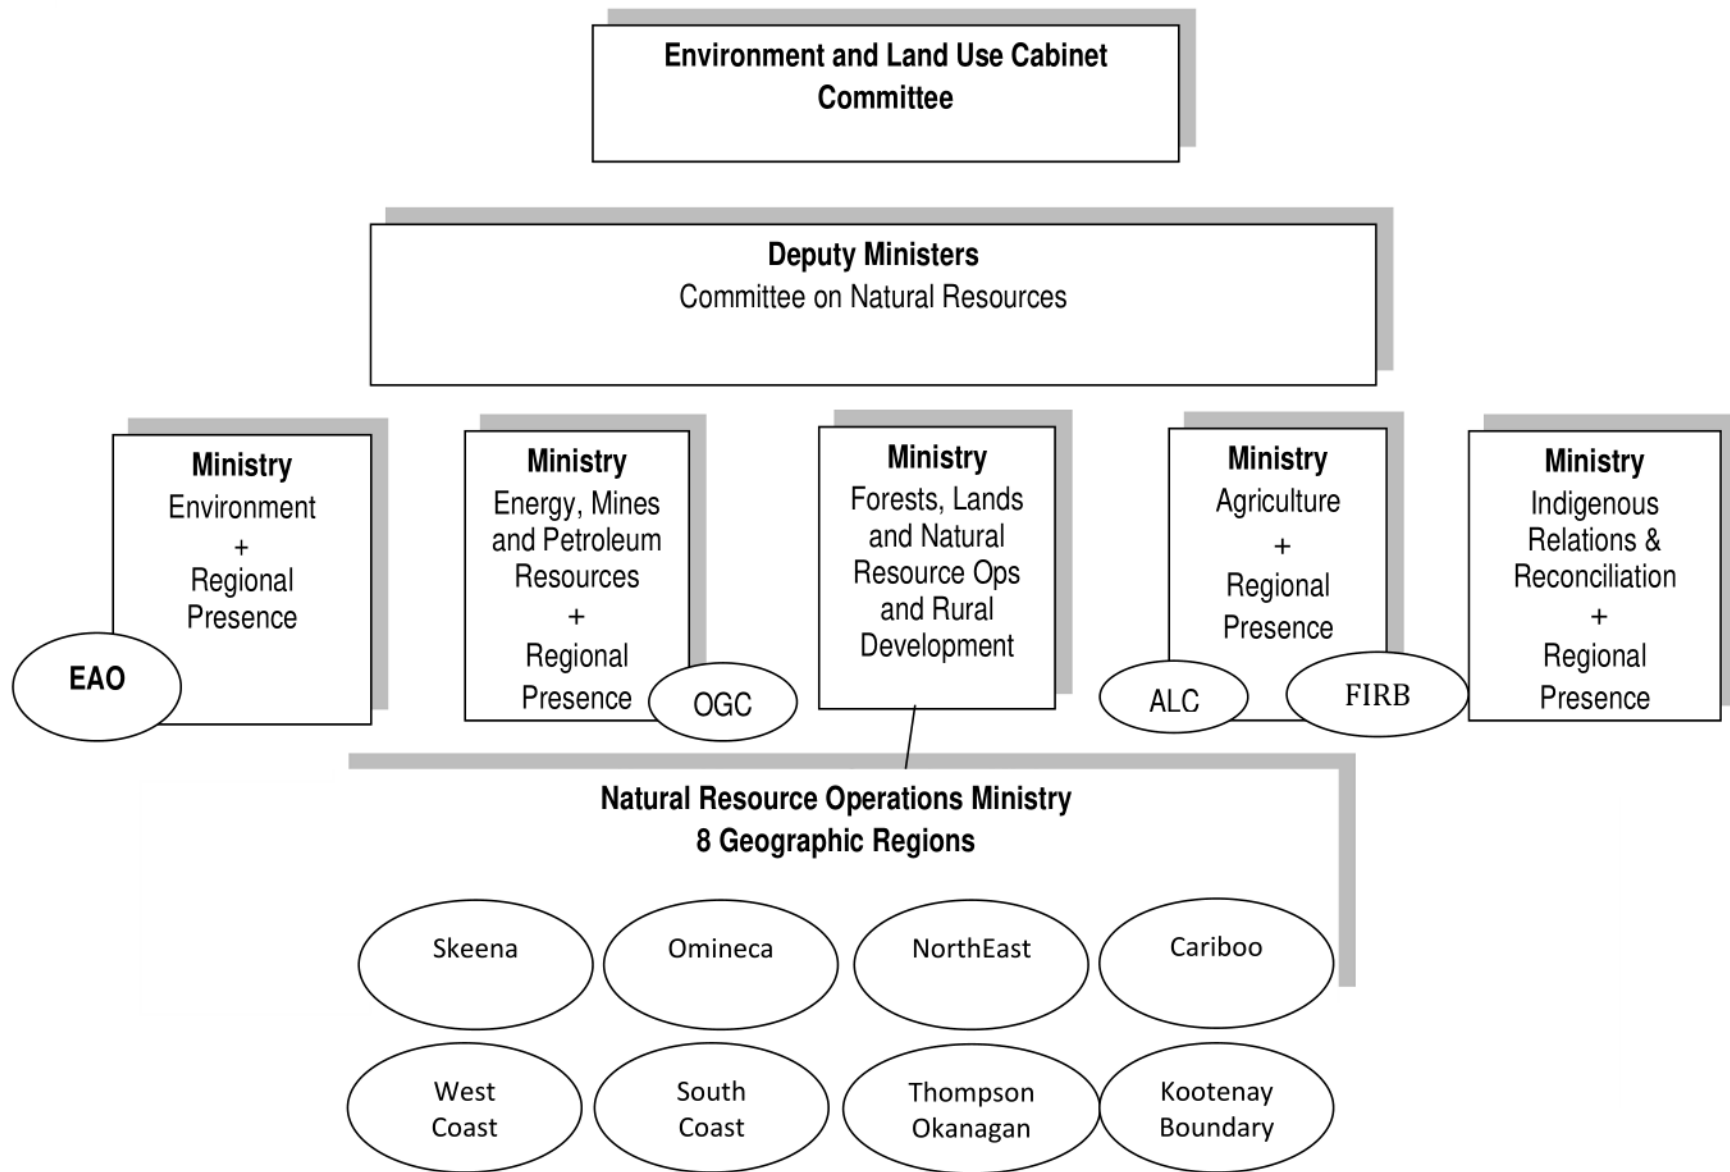 Environment and Land Use Cabinet
Committee
Deputy Ministers
Committee on Natural Resources
Ministry
Environment
+
Regional
Presence
EAO
Ministry
Energy, Mines
and Petroleum
Resources
+
Regional
Presence
OGC
Ministry
Forests, Lands
and Natural
Resource Ops
and Rural
Development
Ministry
Agriculture
+
Regional
Presence
ALC
FIRB
Ministry
Indigenous
Relations &
Reconciliation
+
Regional
Presence
Natural Resource Operations Ministry
8 Geographic Regions
Skeena
Omineca
NorthEast
Cariboo
West
Coast
South
Coast
Thompson
Okanagan
Kootenay
Boundary